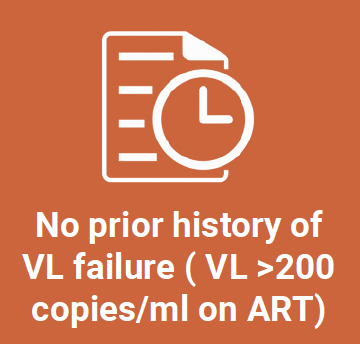 No prior history of
VL failure ( VL >200
copies/ml on ART)